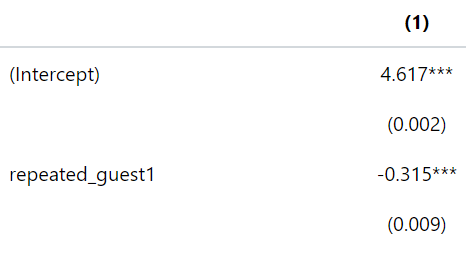 (1)
(Intercept) 4.617***
(0.002)
repeated_guest1 -0.315***
(0.009)